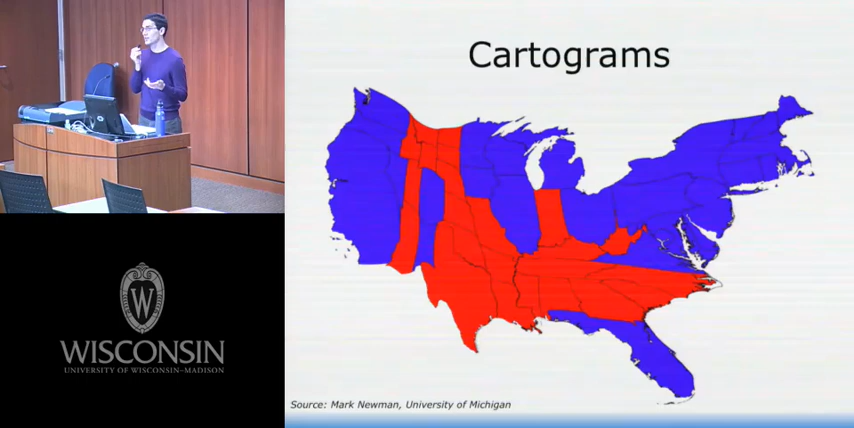 Cartograms
W
WISCONSIN
UNIVERSITY OF WISCONSIN–MADISON
Source: Mark Newman, University of Michigan